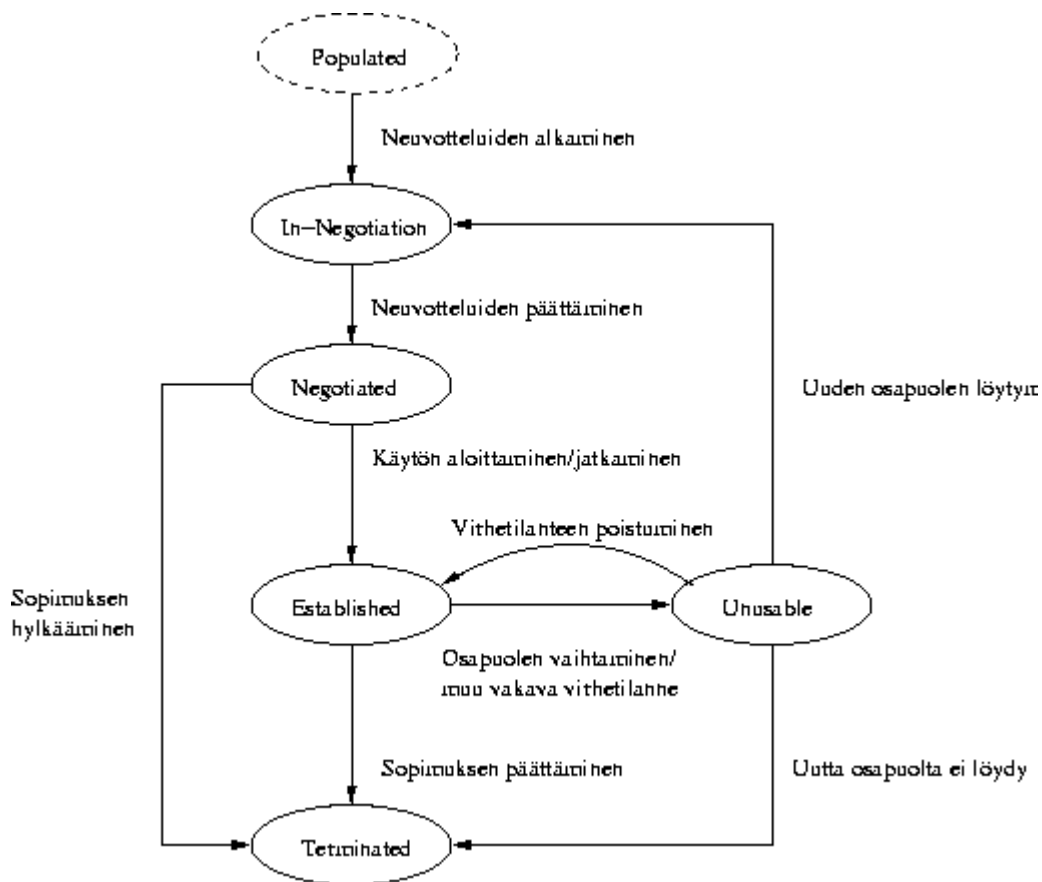 Populated
Neuvotteluiden alkaminen
In-Negotiation
Neuvotteluiden päättäminen
Negotiated
Uuden osapuolen löytym
Käytön aloittaminen/jatkaminen
Virhetilanteen poistuminen
Sopimuksen
hylkääminen
Established
Unusable
Osapuolen vaihtaminen/
muu vakava virhetilanne
Sopimuksen päättäminen
Uutta osapuolta ei löydy
Terminated